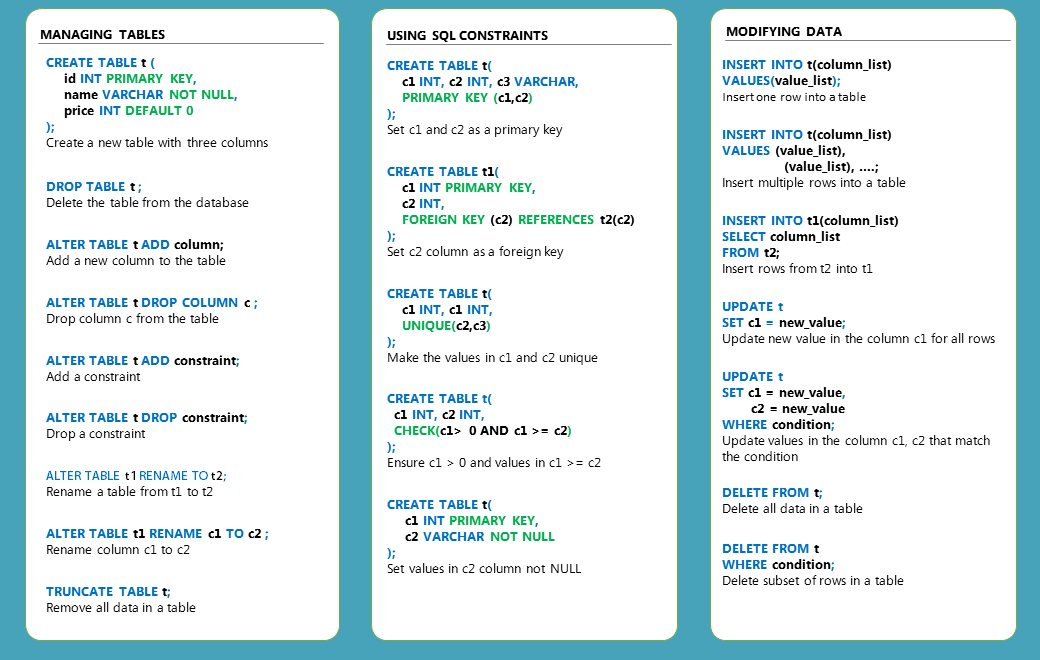 MANAGING TABLES
CREATE TABLE t (
id INT PRIMARY KEY,
name VARCHAR NOT NULL,
price INT DEFAULT 0
);
Create a new table with three columns
DROP TABLE t ;
Delete the table from the database
ALTER TABLE t ADD column;
Add a new column to the table
ALTER TABLE t DROP COLUMN c ;
Drop column c from the table
ALTER TABLE t ADD constraint;
Add a constraint
ALTER TABLE t DROP constraint;
Drop a constraint
ALTER TABLE t1 RENAME TO t2;
Rename a table from t1 to t2
ALTER TABLE t1 RENAME c1 TO c2 ;
Rename column c1 to c2
TRUNCATE TABLE t;
Remove all data in a table
USING SQL CONSTRAINTS
CREATE TABLE t(
c1 INT, c2 INT, c3 VARCHAR,
PRIMARY KEY (c1,c2)
);
Set c1 and c2 as a primary key
CREATE TABLE t1(
c1 INT PRIMARY KEY,
c2 INT,
FOREIGN KEY (c2) REFERENCES t2(c2)
);
Set c2 column as a foreign key
CREATE TABLE t(
c1 INT, c1 INT,
UNIQUE(c2,c3)
);
Make the values in c1 and c2 unique
CREATE TABLE t(
c1 INT, c2 INT,
CHECK(c1> 0 AND c1 >= c2)
);
Ensure c1 > 0 and values in c1 >= c2
CREATE TABLE t(
c1 INT PRIMARY KEY,
c2 VARCHAR NOT NULL
);
Set values in c2 column not NULL
MODIFYING DATA
INSERT INTO t(column_list)
VALUES(value_list);
Insert one row into a table
INSERT INTO t(column_list)
VALUES (value_list),
(value_list), ....;
Insert multiple rows into a table
INSERT INTO t1(column_list)
SELECT column_list
FROM t2;
Insert rows from t2 into t1
UPDATE t
SET c1 = new_value;
Update new value in the column c1 for all rows
UPDATE t
SET c1 = new_value,
c2 = new_value
WHERE condition;
Update values in the column c1, c2 that match
the condition
DELETE FROM t;
Delete all data in a table
DELETE FROM t
WHERE condition;
Delete subset of rows in a table